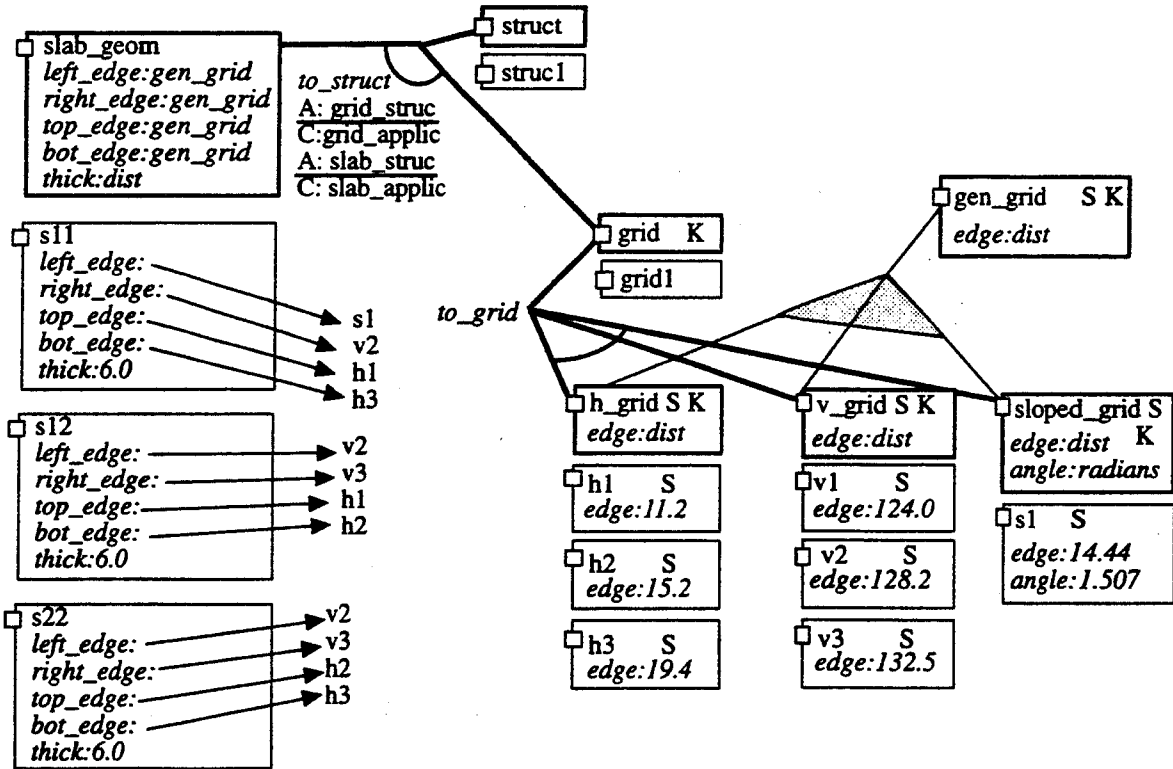 slab_geom
left_edge:gen_grid
right_edge:gen_grid
top_edge:gen_grid
bot_edge:gen_grid
thick:dist
to_struct
A: grid_struc
C:grid_applic
A: slab_struc
C: slab_applic
struct
struc1
grid K
grid1
to_grid
gen_grid S K
edge:dist
s11
left_edge:
right_edge:
top_edge:
bot_edge:
thick:6.0
s1
v2
h1
h3
s12
left_edge:
right_edge:
top_edge:
bot_edge:
thick:6.0
v2
v3
h1
h2
s22
left_edge:
right_edge:
top_edge:
bot_edge:
thick:6.0
v2
v3
h2
h3
h_grid S K
edge:dist
h1 S
edge:11.2
h2 S
edge:15.2
h3 S
edge:19.4
v_grid S K
edge:dist
v1 S
edge:124.0
v2 S
edge:128.2
v3 S
edge:132.5
sloped_grid S
edge:dist K
angle:radians
s1 S
edge:14.44
angle:1.507